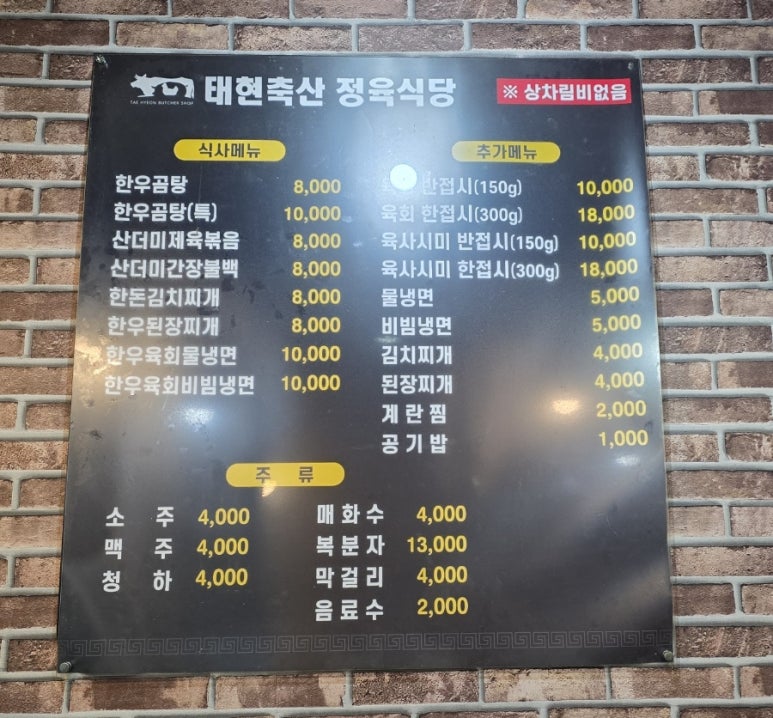 태현축산 정육식당
TAE HYEON BUTCHER SHOP
※ 상차림비없음
식사메뉴
한우곰탕 8,000
한우곰탕(특) 10,000
산더미제육볶음 8,000
산더미간장불백 8,000
한돈김치찌개 8,000
한우된장찌개 8,000
한우육회물냉면 10,000
한우육회비빔냉면 10,000
추가메뉴
반접시(150g) 10,000
육회 한접시(300g) 18,000
육사시미 반접시(150g) 10,000
육사시미 한접시(300g) 18,000
물냉면 5,000
비빔냉면 5,000
김치찌개 4,000
된장찌개 4,000
계란찜 2,000
공기밥 1,000
주 류
소 주 4,000
맥 주 4,000
청 하 4,000
매화수 4,000
복분자 13,000
막걸리 4,000
음료수 2,000